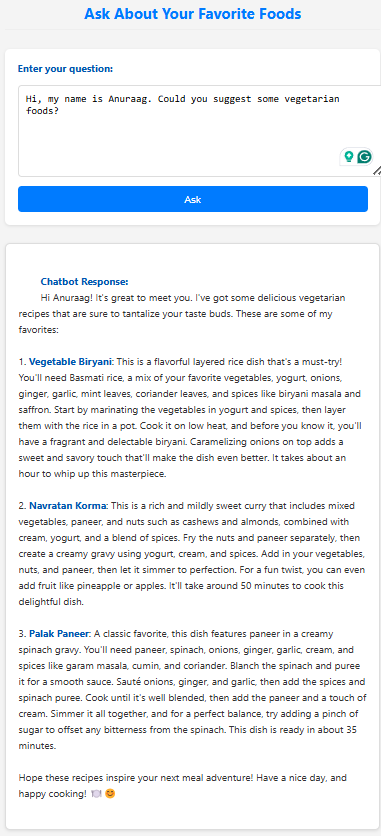 Ask About Your Favorite Foods
Enter your question:
Hi, my name is Anuraag. Could you suggest some vegetarian
foods?
Ask
Chatbot Response:
Hi Anuraag! It's great to meet you. I've got some delicious vegetarian
recipes that are sure to tantalize your taste buds. These are some of my
favorites:
1. Vegetable Biryani: This is a flavorful layered rice dish that's a must-try!
You'll need Basmati rice, a mix of your favorite vegetables, yogurt, onions,
ginger, garlic, mint leaves, coriander leaves, and spices like biryani masala and
saffron. Start by marinating the vegetables in yogurt and spices, then layer
them with the rice in a pot. Cook it on low heat, and before you know it, you'll
have a fragrant and delectable biryani. Caramelizing onions on top adds a
sweet and savory touch that'll make the dish even better. It takes about an
hour to whip up this masterpiece.
2. Navratan Korma: This is a rich and mildly sweet curry that includes mixed
vegetables, paneer, and nuts such as cashews and almonds, combined with
cream, yogurt, and a blend of spices. Fry the nuts and paneer separately, then
create a creamy gravy using yogurt, cream, and spices. Add in your vegetables,
nuts, and paneer, then let it simmer to perfection. For a fun twist, you can even
add fruit like pineapple or apples. It'll take around 50 minutes to cook this
delightful dish.
3. Palak Paneer: A classic favorite, this dish features paneer in a creamy
spinach gravy. You'll need paneer, spinach, onions, ginger, garlic, cream, and
spices like garam masala, cumin, and coriander. Blanch the spinach and puree
it for a smooth sauce. Sauté onions, ginger, and garlic, then add the spices and
spinach puree. Cook until it's well blended, then add the paneer and a touch of
cream. Simmer it all together, and for a perfect balance, try adding a pinch of
sugar to offset any bitterness from the spinach. This dish is ready in about 35
minutes.
Hope these recipes inspire your next meal adventure! Have a nice day, and
happy cooking! 🍽️ 😊